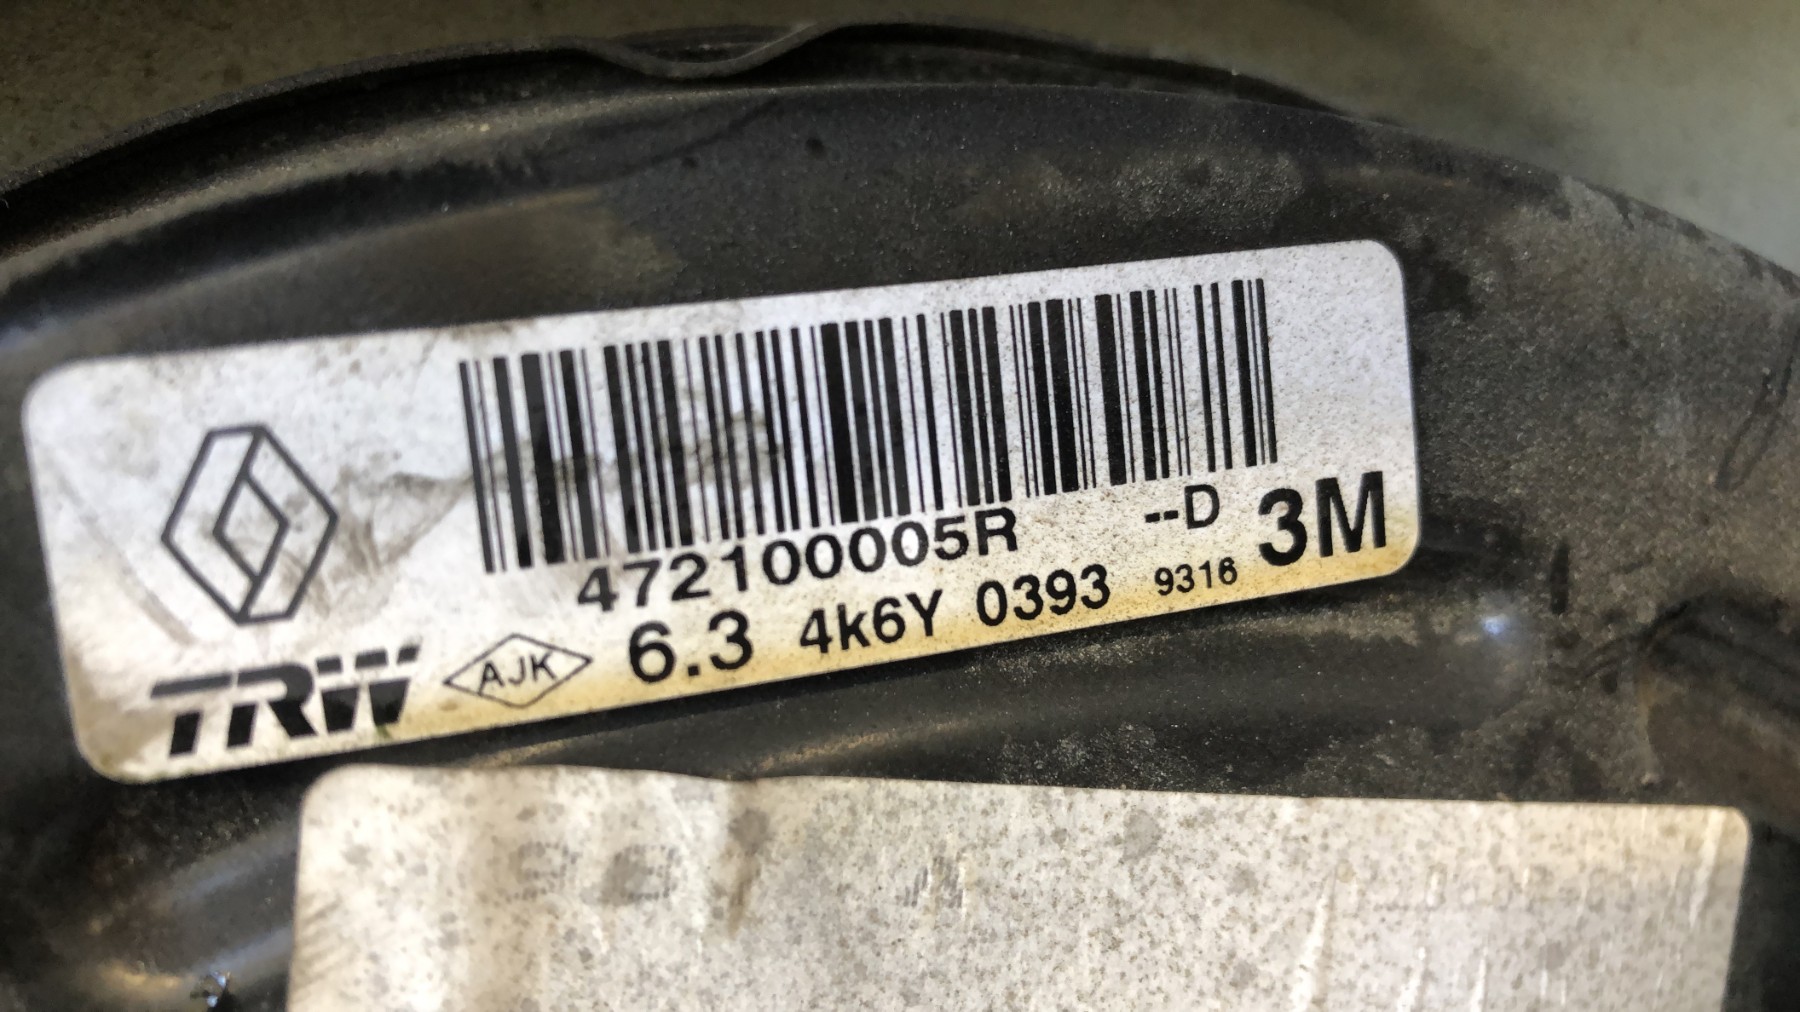 472100005R --D
TRW AJK 6.3 4k6Y 0393 9316 3M